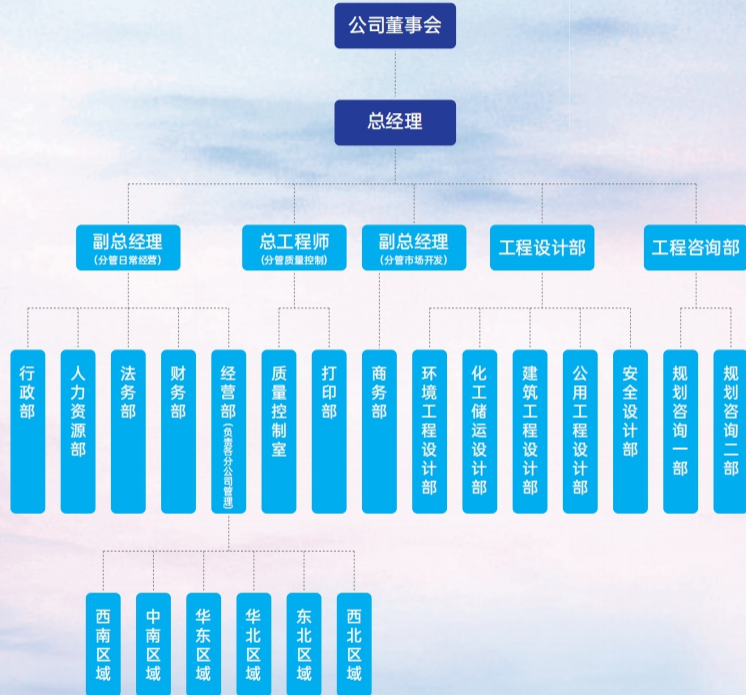 公司董事会
总经理
副总经理
（分管日常经营）
总工程师
（分管质量控制）
副总经理
（分管市场开发）
工程设计部
工程咨询部
行政部
人力资源部
法务部
财务部
经营部（负责各分公司管理）
质量控制室
打印部
商务部
环境工程设计部
化工储运设计部
建筑工程设计部
公用工程设计部
安全设计部
规划咨询一部
规划咨询二部
西南区域
中南区域
华东区域
华北区域
东北区域
西北区域